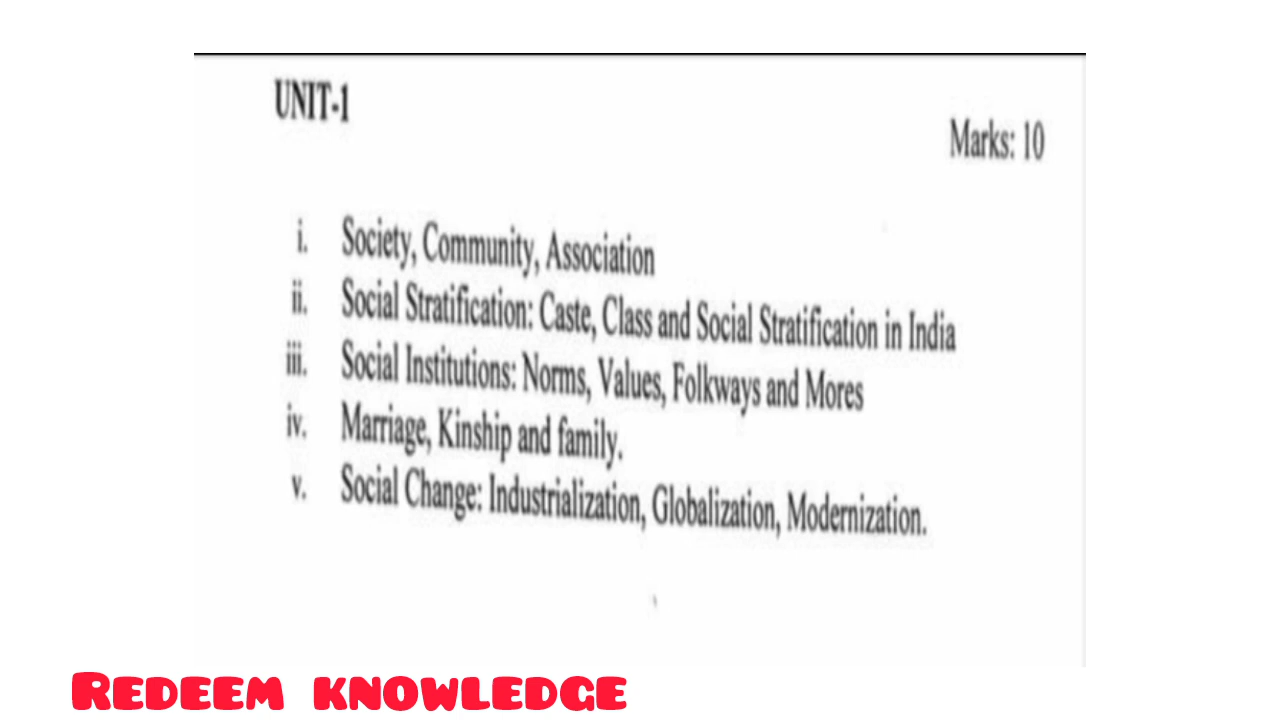 UNIT-1
Marks: 10
i. Society, Community, Association
ii. Social Stratification: Caste, Class and Social Stratification in India
iii. Social Institutions: Norms, Values, Folkways and Mores
iv. Marriage, Kinship and family.
v. Social Change: Industrialization, Globalization, Modernization.
REDEEM KNOWLEDGE